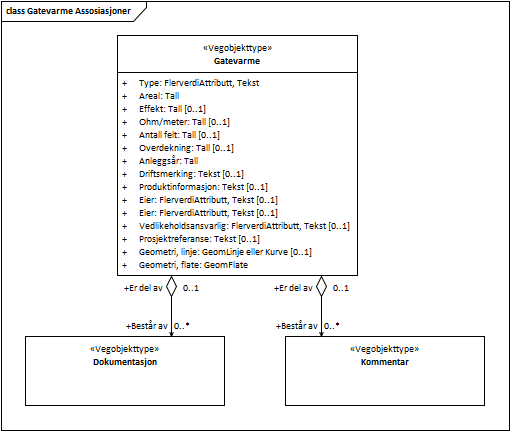 class Gatevarme Assosiasjoner
«Vegobjekttype»
Gatevarme
+ Type: FlerverdiAttributt, Tekst
+ Areal: Tall
+ Effekt: Tall [0..1]
+ Ohm/meter: Tall [0..1]
+ Antall felt: Tall [0..1]
+ Overdekning: Tall [0..1]
+ Anleggsår: Tall
+ Driftsmerking: Tekst [0..1]
+ Produktinformasjon: Tekst [0..1]
+ Eier: FlerverdiAttributt, Tekst [0..1]
+ Eier: FlerverdiAttributt, Tekst [0..1]
+ Vedlikeholdsansvarlig: FlerverdiAttributt, Tekst [0..1]
+ Prosjektreferanse: Tekst [0..1]
+ Geometri, linje: GeomLinje eller Kurve [0..1]
+ Geometri, flate: GeomFlate
+Er del av 0..1 +Er del av 0..1
+Består av 0..* +Består av 0..*
«Vegobjekttype» «Vegobjekttype»
Dokumentasjon Kommentar